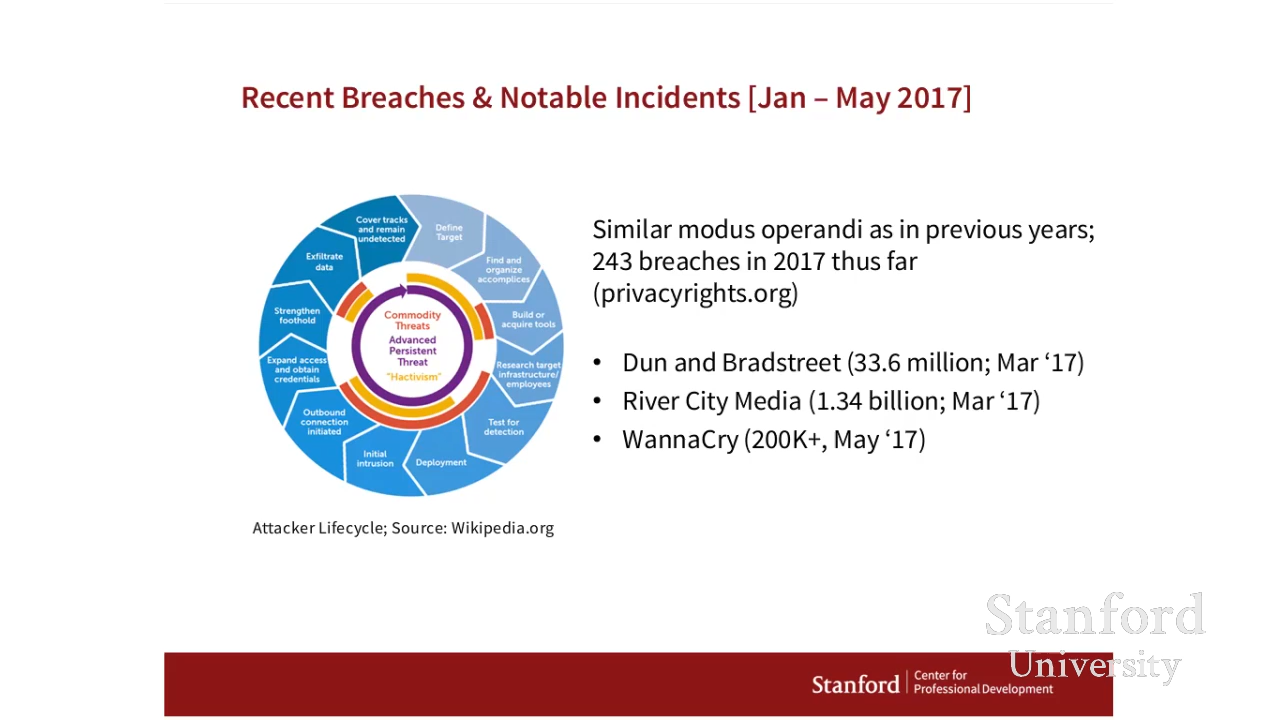 Recent Breaches & Notable Incidents [Jan – May 2017]
Cover tracks
and remain
undetected
Define
Target
Find and
organize
accomplices
Build or
acquire tools
Research target
infrastructure/
employees
Test for
detection
Deployment
Initial
intrusion
Outbound
connection
initiated
Expand access
and obtain
credentials
Strengthen
foothold
Exfiltrate
data
Commodity
Threats
Advanced
Persistent
Threat
“Hactivism”
Attacker Lifecycle; Source: Wikipedia.org
Similar modus operandi as in previous years;
243 breaches in 2017 thus far
(privacyrights.org)
• Dun and Bradstreet (33.6 million; Mar ‘17)
• River City Media (1.34 billion; Mar ‘17)
• WannaCry (200K+, May ‘17)
Stanford
University
Stanford
Center for
Professional Development